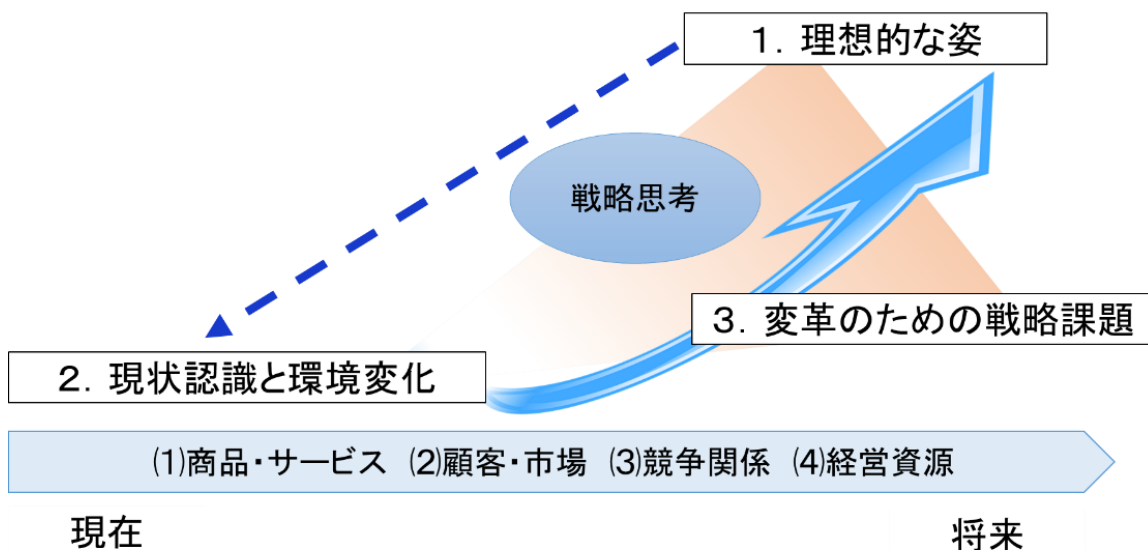 1．理想的な姿
戦略思考
3．変革のための戦略課題
2．現状認識と環境変化
⑴商品・サービス ⑵顧客・市場 ⑶競争関係 ⑷経営資源
現在
将来